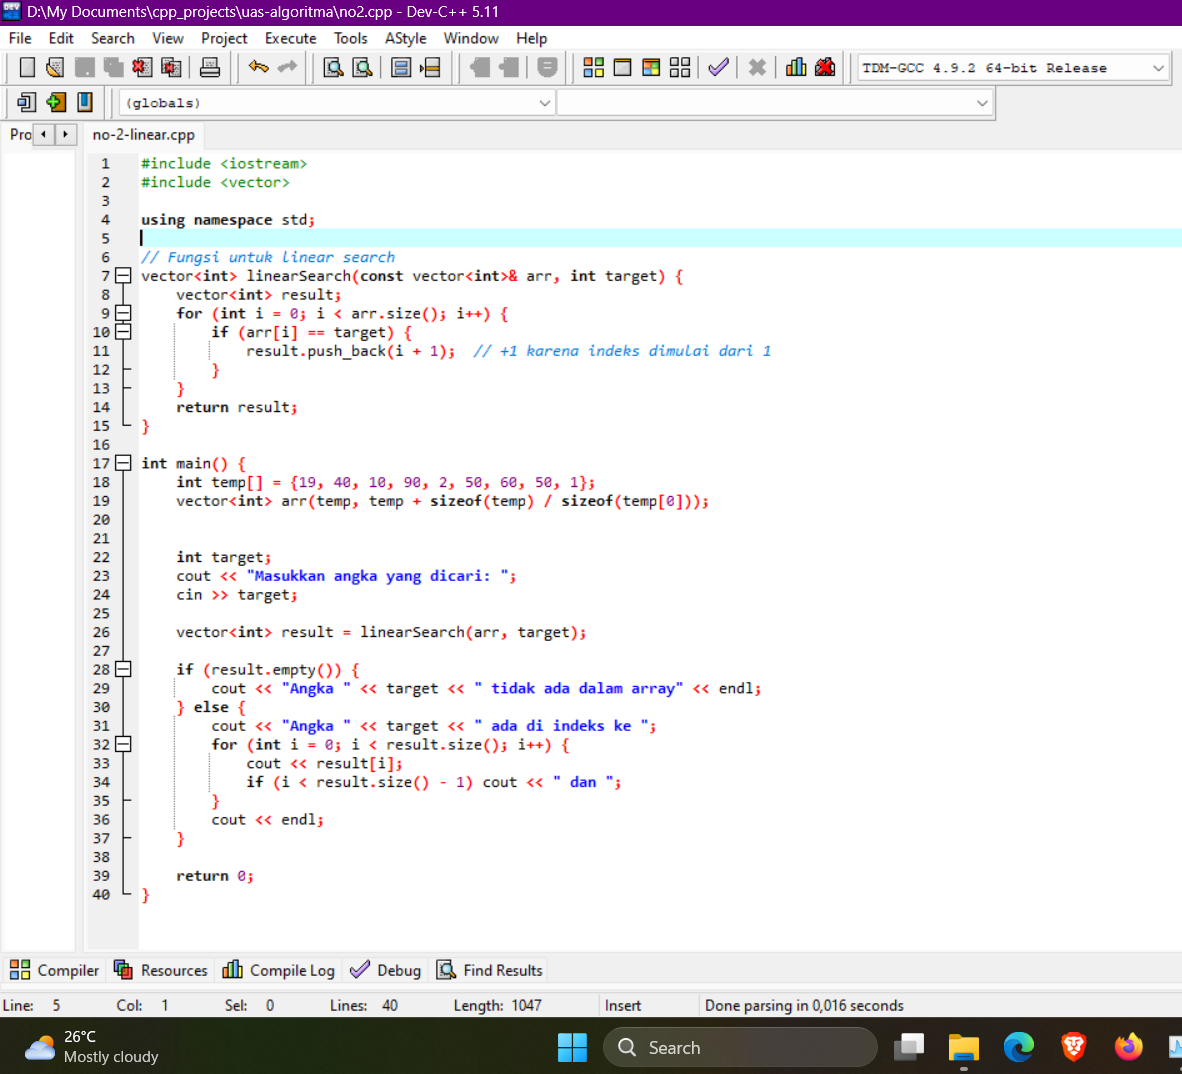 D:\My Documents\cpp_projects\uas-algoritma\no2.cpp - Dev-C++ 5.11
File Edit Search View Project Execute Tools AStyle Window Help
TDM-GCC 4.9.2 64-bit Release
(globals)
Pro no-2-linear.cpp
1 #include <iostream>
2 #include <vector>
3
4 using namespace std;
5
6 // Fungsi untuk linear search
7 vector<int> linearSearch(const vector<int>& arr, int target) {
8     vector<int> result;
9     for (int i = 0; i < arr.size(); i++) {
10         if (arr[i] == target) {
11             result.push_back(i + 1);  // +1 karena indeks dimulai dari 1
12         }
13     }
14     return result;
15 }
16
17 int main() {
18     int temp[] = {19, 40, 10, 90, 2, 50, 60, 50, 1};
19     vector<int> arr(temp, temp + sizeof(temp) / sizeof(temp[0]));
20
21
22     int target;
23     cout << "Masukkan angka yang dicari: ";
24     cin >> target;
25
26     vector<int> result = linearSearch(arr, target);
27
28     if (result.empty()) {
29         cout << "Angka " << target << " tidak ada dalam array" << endl;
30     } else {
31         cout << "Angka " << target << " ada di indeks ke ";
32         for (int i = 0; i < result.size(); i++) {
33             cout << result[i];
34             if (i < result.size() - 1) cout << " dan ";
35         }
36         cout << endl;
37     }
38
39     return 0;
40 }
Compiler Resources Compile Log Debug Find Results
Line: 5 Col: 1 Sel: 0 Lines: 40 Length: 1047 Insert Done parsing in 0,016 seconds
26°C
Mostly cloudy
Search